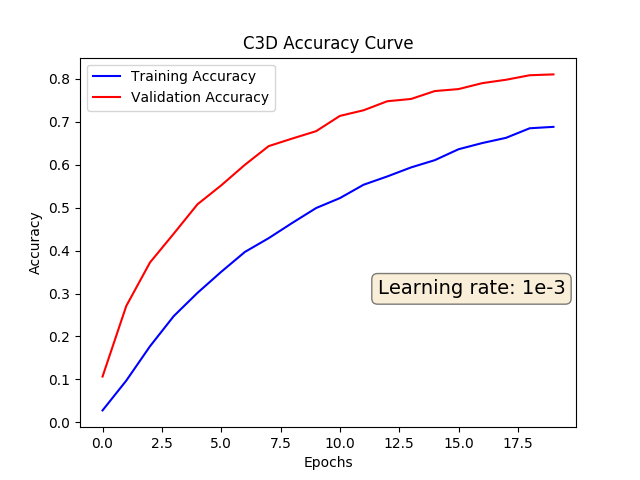 C3D Accuracy Curve
Training Accuracy
Validation Accuracy
0.8
0.7
0.6
0.5
0.4
0.3
0.2
0.1
0.0
Accuracy
Learning rate: 1e-3
0.0 2.5 5.0 7.5 10.0 12.5 15.0 17.5
Epochs